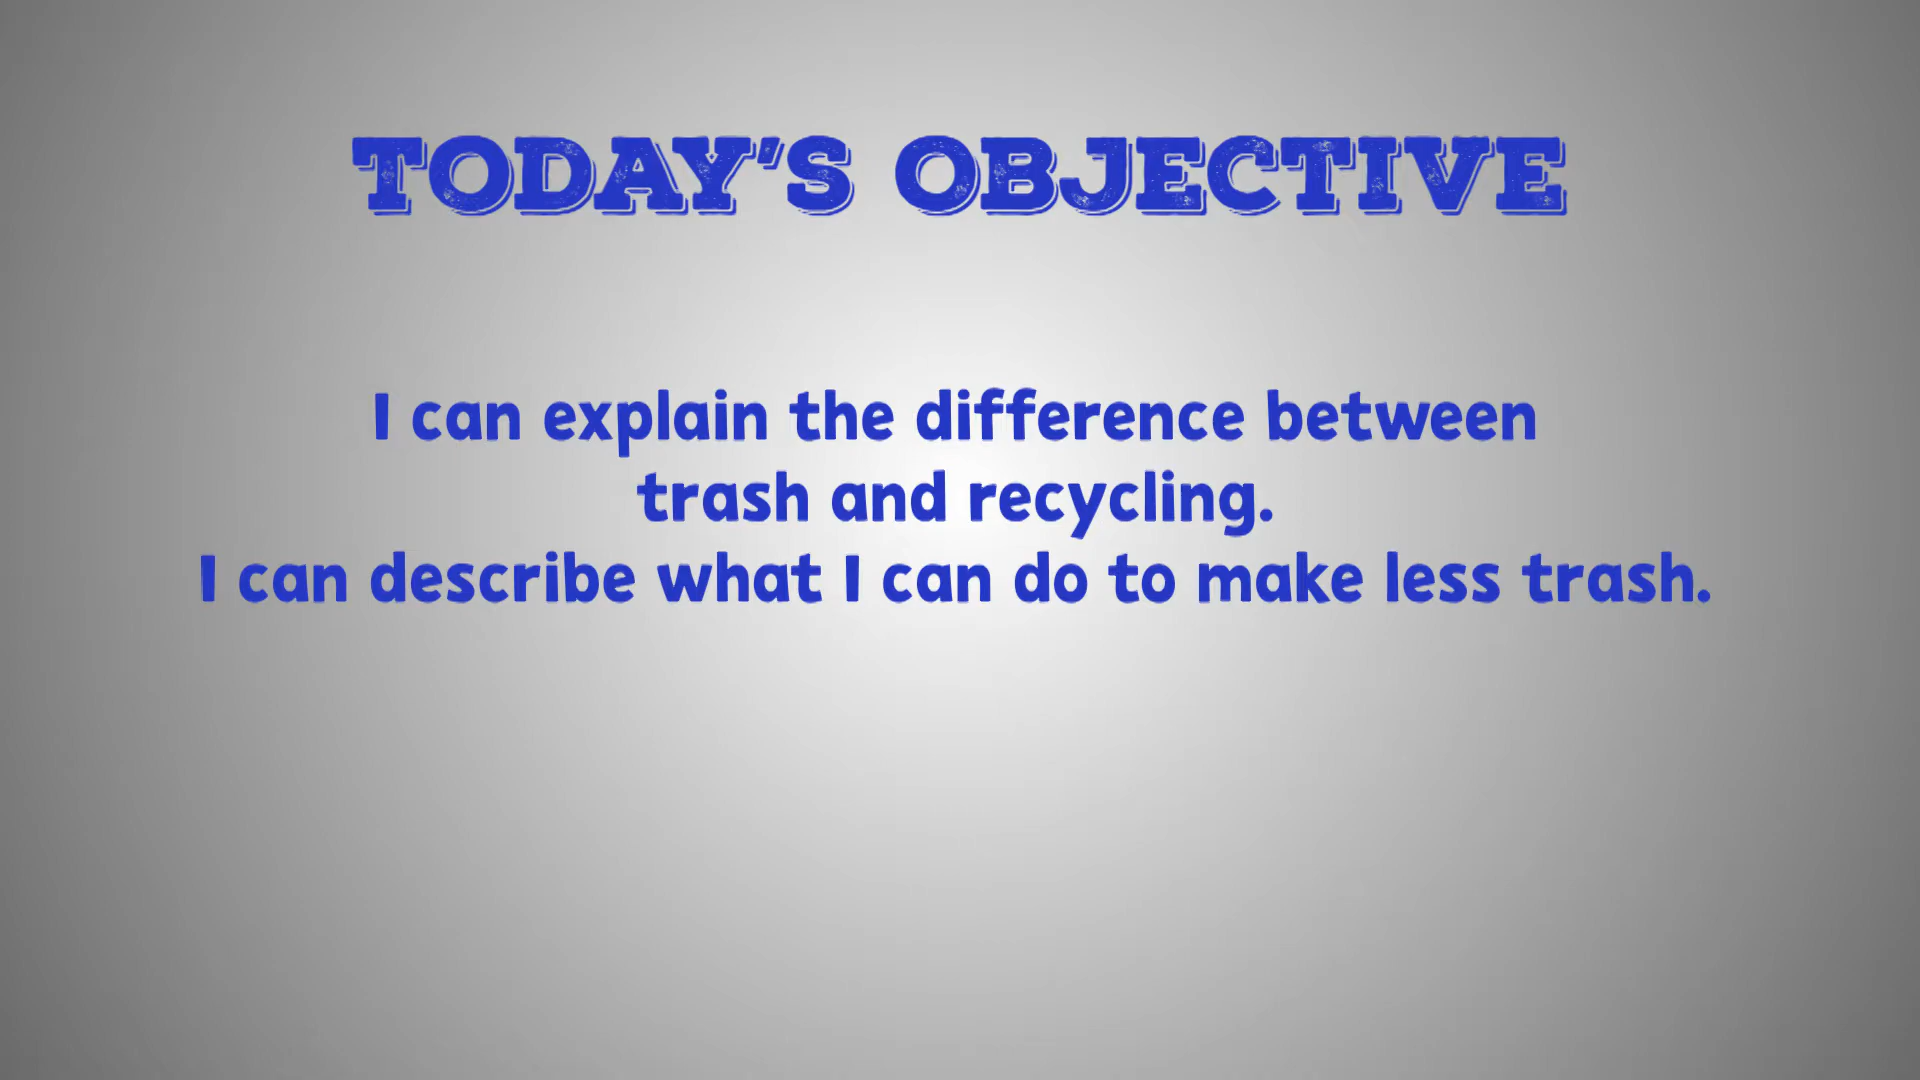 TODAY'S OBJECTIVE
I can explain the difference between
trash and recycling.
I can describe what I can do to make less trash.